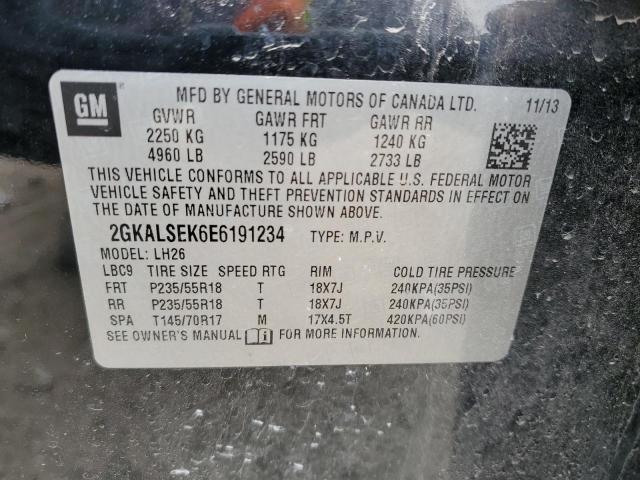 GM
MFD BY GENERAL MOTORS OF CANADA LTD. 11/13
GVWR GAWR FRT GAWR RR
2250 KG 1175 KG 1240 KG
4960 LB 2590 LB 2733 LB
THIS VEHICLE CONFORMS TO ALL APPLICABLE U.S. FEDERAL MOTOR
VEHICLE SAFETY AND THEFT PREVENTION STANDARDS IN EFFECT ON
THE DATE OF MANUFACTURE SHOWN ABOVE.
2GKALSEK6E6191234 TYPE: M.P.V.
MODEL: LH26
LBC9 TIRE SIZE SPEED RTG RIM COLD TIRE PRESSURE
FRT P235/55R18 T 18X7J 240KPA(35PSI)
RR P235/55R18 T 18X7J 240KPA(35PSI)
SPA T145/70R17 M 17X4.5T 420KPA(60PSI)
SEE OWNER'S MANUAL FOR MORE INFORMATION.